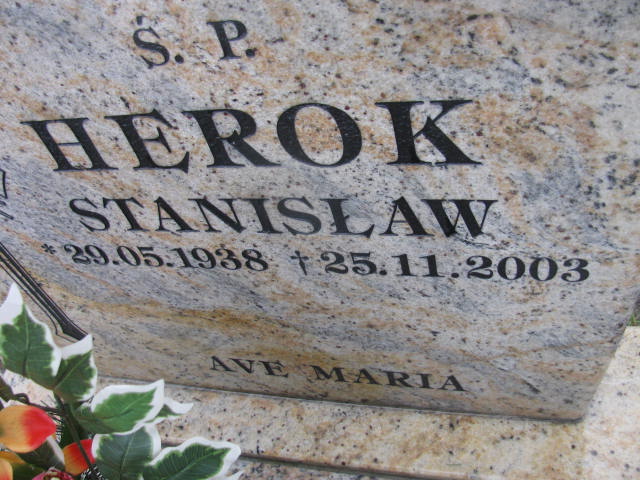 Ś. P.
HEROK
STANISŁAW
*29.05.1938 †25.11.2003
AVE MARIA